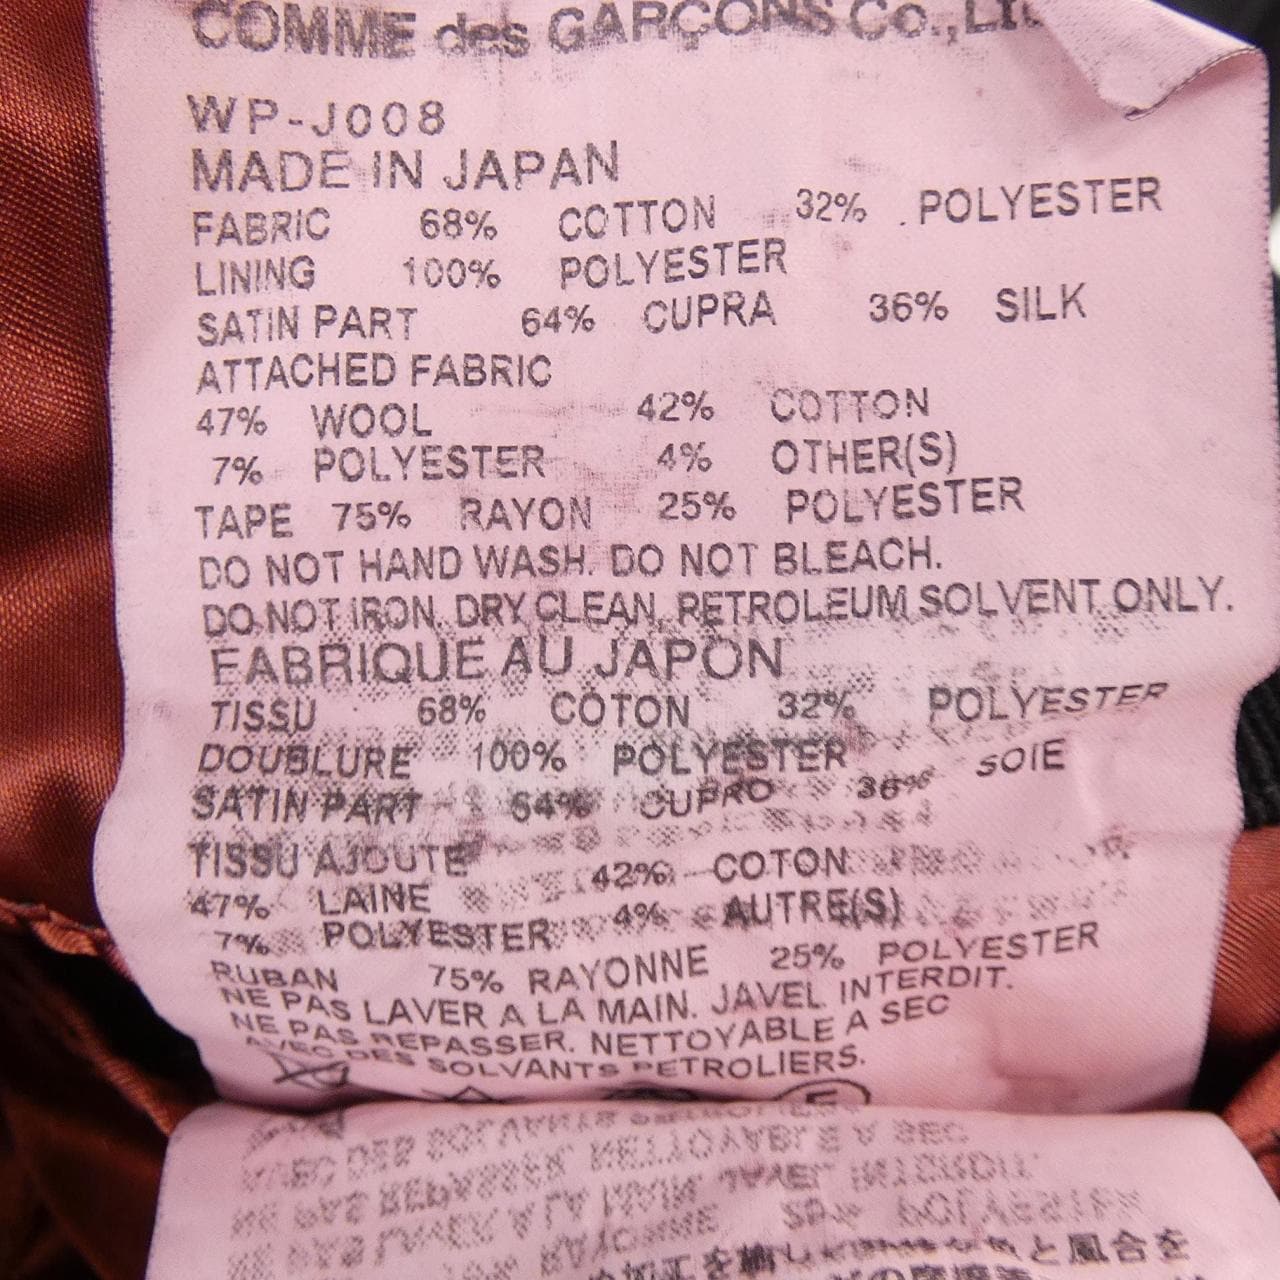 COMME des GARÇONS Co.,
WP-J008
MADE IN JAPAN
FABRIC 68% COTTON 32% POLYESTER
LINING 100% POLYESTER
SATIN PART 64% CUPRA 36% SILK
ATTACHED FABRIC
47% WOOL 42% COTTON
7% POLYESTER 4% OTHER(S)
TAPE 75% RAYON 25% POLYESTER
DO NOT HAND WASH. DO NOT BLEACH.
DO NOT IRON. DRY CLEAN, PETROLEUM SOLVENT ONLY.
FABRIQUE AU JAPON
TISSU 68% COTON 32% POLYESTER
DOUBLURE 100% POLYESTER
SATIN PART 64% CUPRO 36% SOIE
TISSU AJOUTE
47% LAINE 42% COTON
7% POLYESTER 4% AUTRE(S)
RUBAN 75% RAYONNE 25% POLYESTER
NE PAS LAVER A LA MAIN. JAVEL INTERDIT.
NE PAS REPASSER. NETTOYABLE A SEC
AVEC DES SOLVANTS PETROLIERS.
と風合を